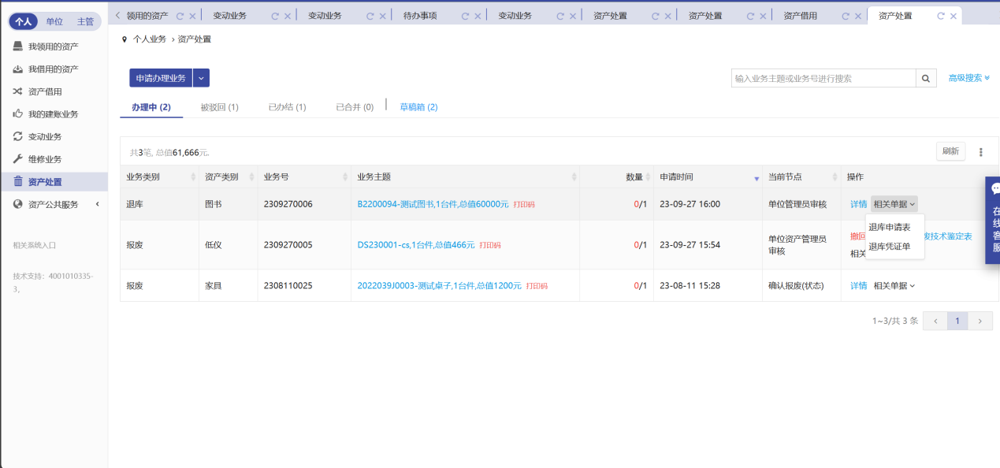 个人 单位 主管
领用的资产 变动业务 变动业务 待办事项 变动业务 资产处置 资产处置 资产借用 资产处置
我领用的资产
我借用的资产
资产借用
我的建账业务
变动业务
维修业务
资产处置
资产公共服务
相关系统入口
技术支持：4001010335-
3,
个人业务 › 资产处置
申请办理业务
输入业务主题或业务号进行搜索
高级搜索
办理中 (2) 被驳回 (1) 已办结 (1) 已合并 (0) 草稿箱 (2)
共3笔, 总值61,666元.
刷新
业务类别 资产类别 业务号 业务主题 数量 申请时间 当前节点 操作
退库 图书 2309270006 B2200094-测试图书,1台件,总值60000元 打印码 0/1 23-09-27 16:00 单位管理员审核 详情 相关单据
退库申请表
退库凭证单
报废 低仪 2309270005 DS230001-cs,1台件,总值466元 打印码 0/1 23-09-27 15:54 单位资产管理员
审核
撤回 废技术鉴定表
相关
报废 家具 2308110025 2022039J0003-测试桌子,1台件,总值1200元 打印码 0/1 23-08-11 15:28 确认报废(状态) 详情 相关单据
1~3/共 3 条 1
在
线
客
服